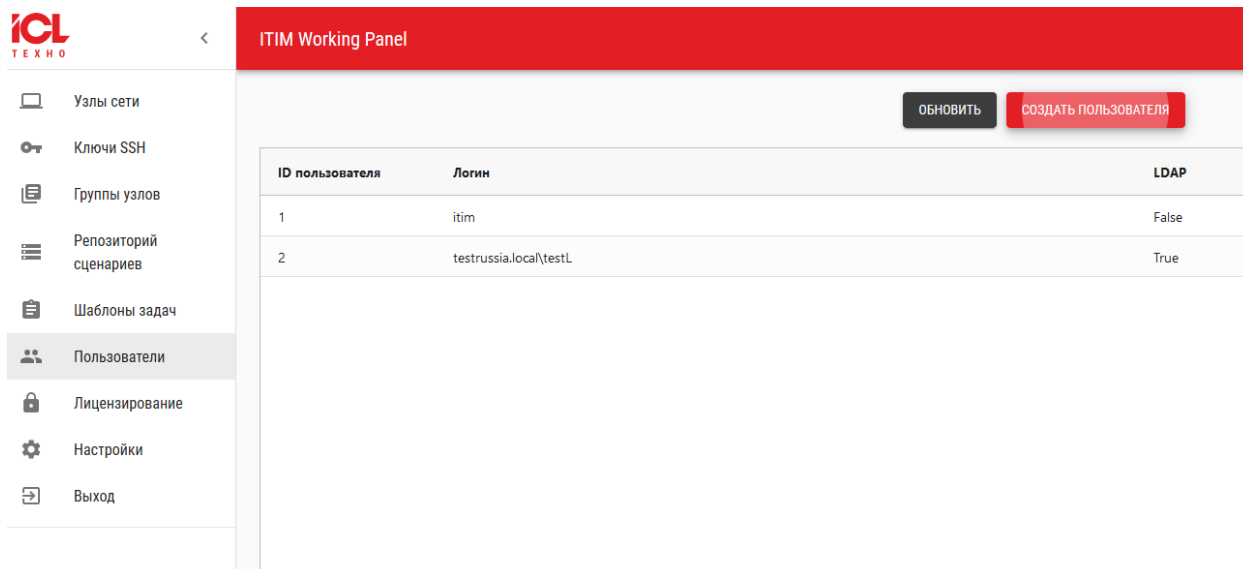 ICL
ТЕХНО
ITIM Working Panel
Узлы сети
Ключи SSH
Группы узлов
Репозиторий
сценариев
Шаблоны задач
Пользователи
Лицензирование
Настройки
Выход
ОБНОВИТЬ СОЗДАТЬ ПОЛЬЗОВАТЕЛЯ
ID пользователя Логин LDAP
1 itim False
2 testrussia.local\testL True